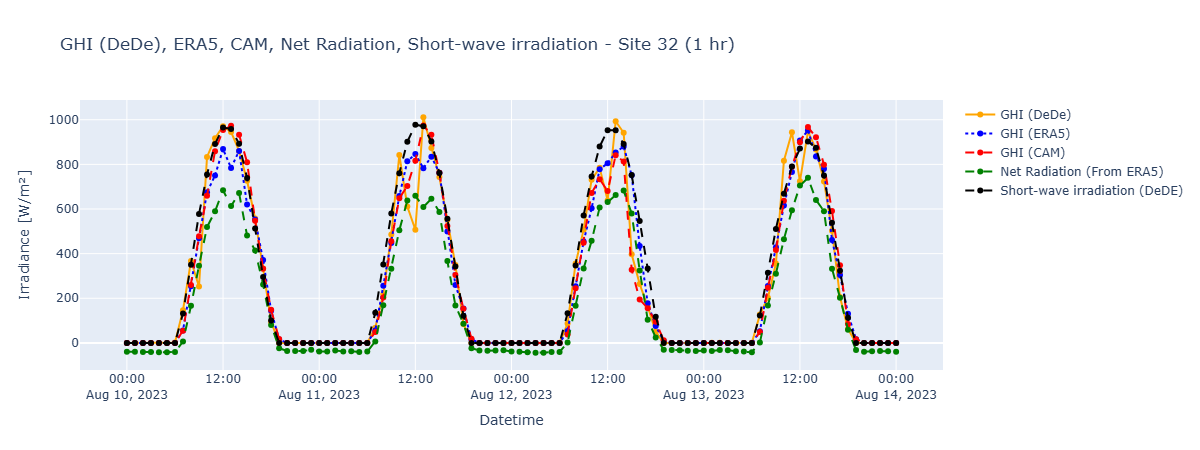 GHI (DeDe), ERA5, CAM, Net Radiation, Short-wave irradiation - Site 32 (1 hr)
1000
800
600
400
200
0
Irradiance [W/m²]
00:00 12:00 00:00 12:00 00:00 12:00 00:00 12:00 00:00
Aug 10, 2023 Aug 11, 2023 Aug 12, 2023 Aug 13, 2023 Aug 14, 2023
Datetime
GHI (DeDe)
GHI (ERA5)
GHI (CAM)
Net Radiation (From ERA5)
Short-wave irradiation (DeDE)